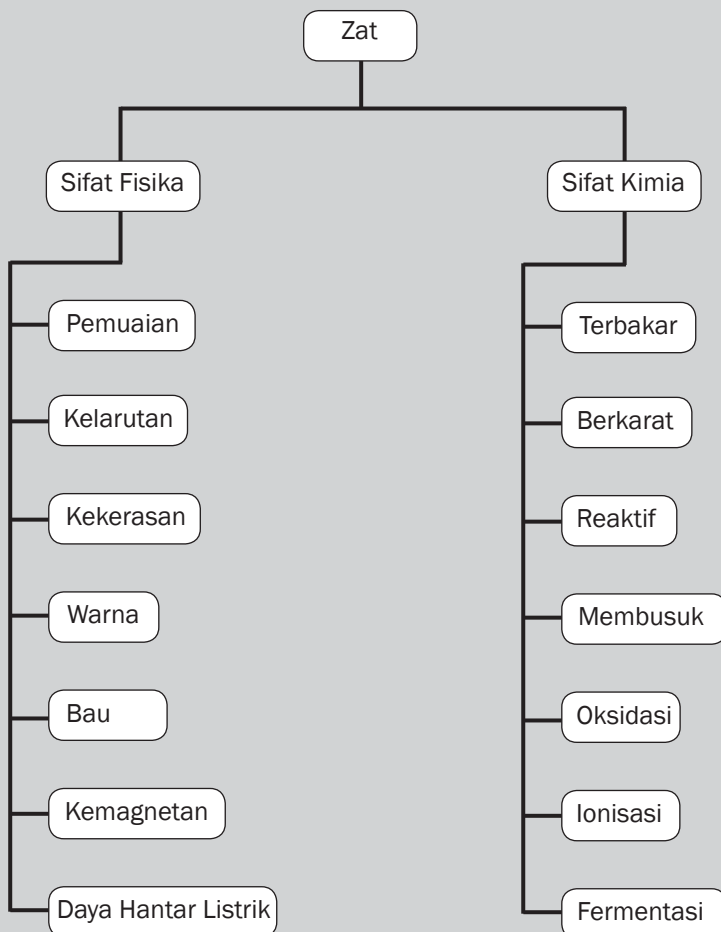 Zat
Sifat Fisika
Pemuaian
Kelarutan
Kekerasan
Warna
Bau
Kemagnetan
Daya Hantar Listrik
Sifat Kimia
Terbakar
Berkarat
Reaktif
Membusuk
Oksidasi
Ionisasi
Fermentasi